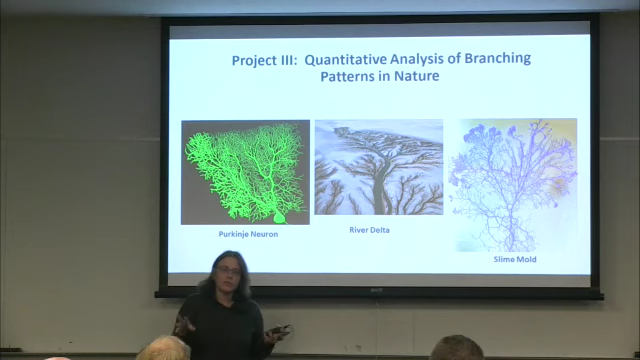 Project III:  Quantitative Analysis of Branching
Patterns in Nature
Purkinje Neuron
River Delta
Slime Mold